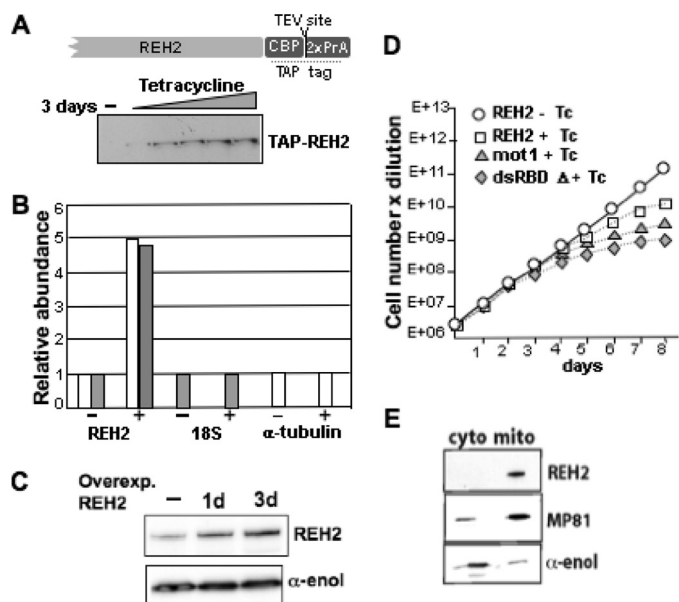 A
TEV site
REH2
CBP
2xPrA
TAP tag
Tetracycline
3 days –
TAP-REH2
B
Relative abundance
6
5
4
3
2
1
0
– + – + – +
REH2 18S α-tubulin
C
Overexp.
REH2 – 1d 3d
REH2
α-enol
D
Cell number x dilution
E+13
E+12
E+11
E+10
E+09
E+08
E+07
E+06
REH2 - Tc
REH2 + Tc
mot1 + Tc
dsRBD Δ + Tc
1 2 3 4 5 6 7 8
days
E
cyto mito
REH2
MP81
α-enol